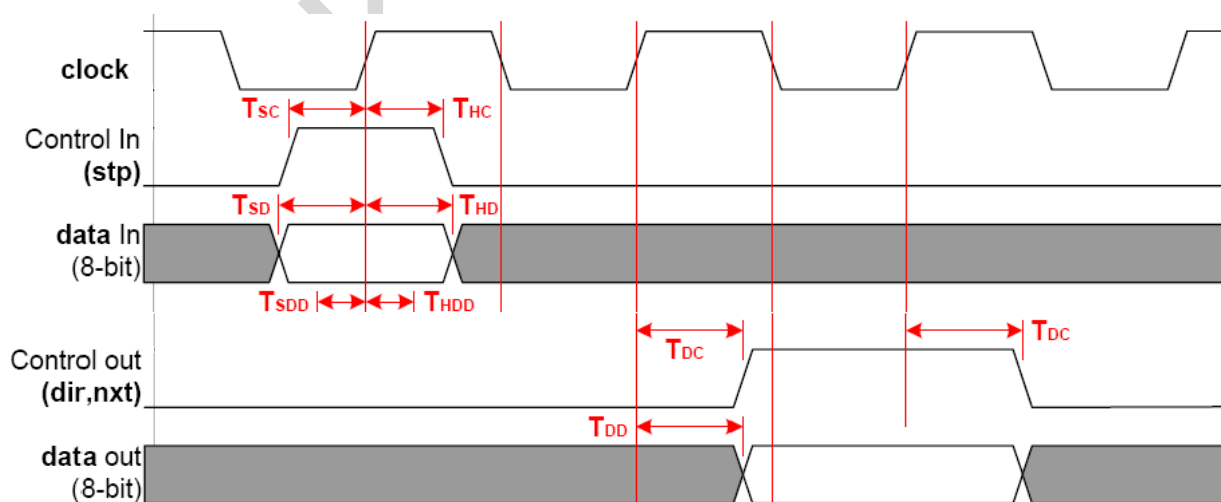 clock
TSC
THC
Control In
(stp)
TSD
THD
data In
(8-bit)
TSDD
THDD
TDC
TDC
Control out
(dir,nxt)
TDD
data out
(8-bit)